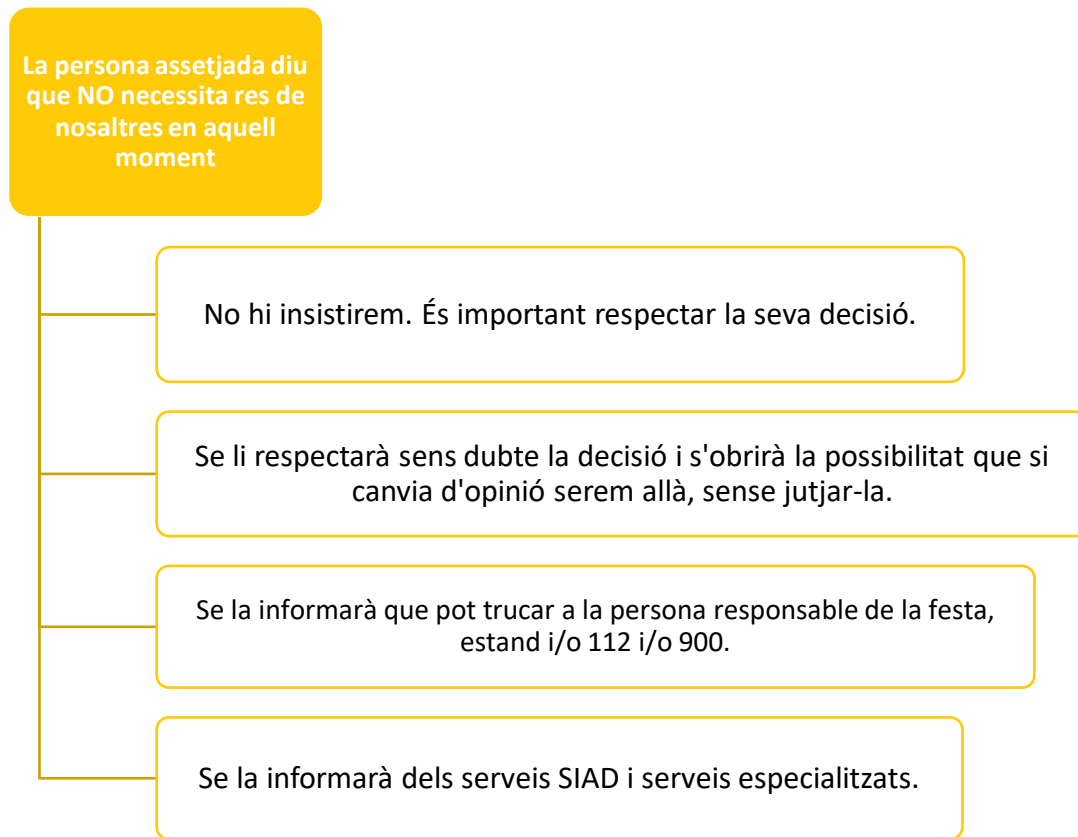 La persona assetjada diu
que NO necessita res de
nosaltres en aquell
moment
No hi insistirem. És important respectar la seva decisió.
Se li respectarà sens dubte la decisió i s'obrirà la possibilitat que si
canvia d'opinió serem allà, sense jutjar-la.
Se la informarà que pot trucar a la persona responsable de la festa,
estand i/o 112 i/o 900.
Se la informarà dels serveis SIAD i serveis especialitzats.